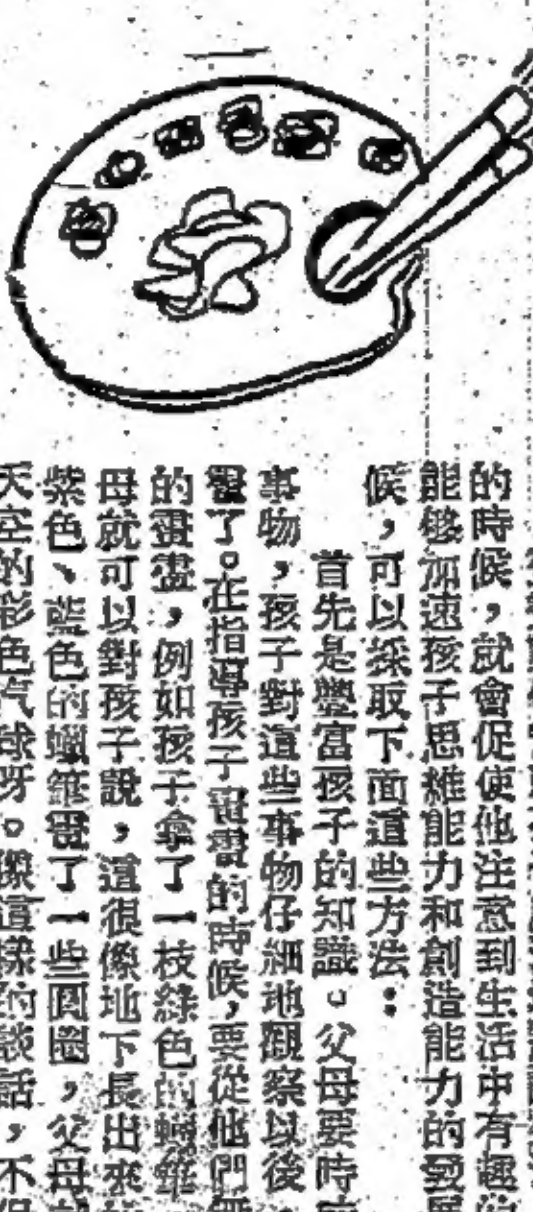 的時候，就會促使他注意到生活中有趣的
能够加速孩子思維能力和創造能力的發展
候，可以採取下面這些方法：
首先是豐富孩子的知識。父母要時
事物，孩子對這些事物仔細地觀察以後
畫了。在指導孩子畫畫的時候，要從他們
的畫畫，例如孩子拿了一枝綠色的蠟筆
母就可以對孩子說，這很像地下長出來
紫色、藍色的蠟筆畫了一些圓圈，父母
天空的彩色汽球呀。像這樣的談話，不但